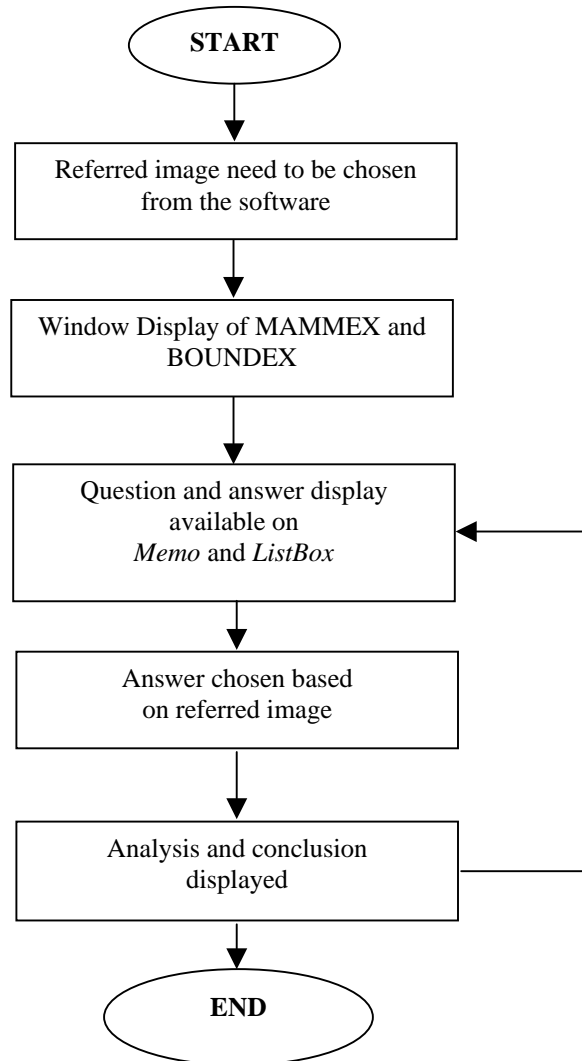 START
Referred image need to be chosen
from the software
Window Display of MAMMEX and
BOUNDEX
Question and answer display
available on
Memo and ListBox
Answer chosen based
on referred image
Analysis and conclusion
displayed
END